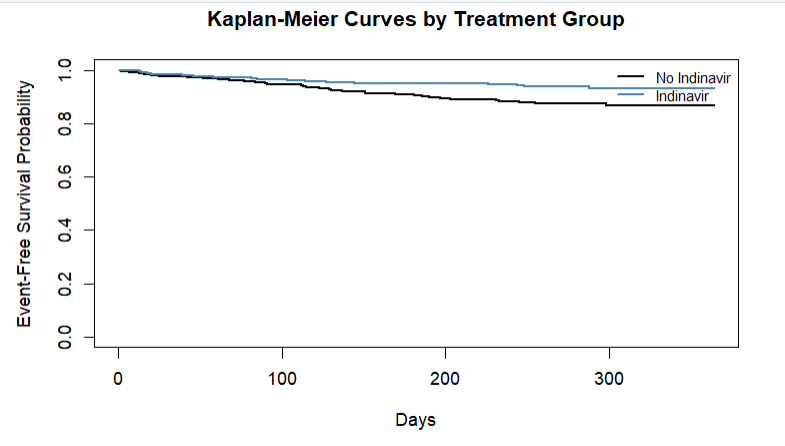 Kaplan-Meier Curves by Treatment Group
Event-Free Survival Probability
1.0
0.8
0.6
0.4
0.2
0.0
No Indinavir
Indinavir
0 100 200 300
Days